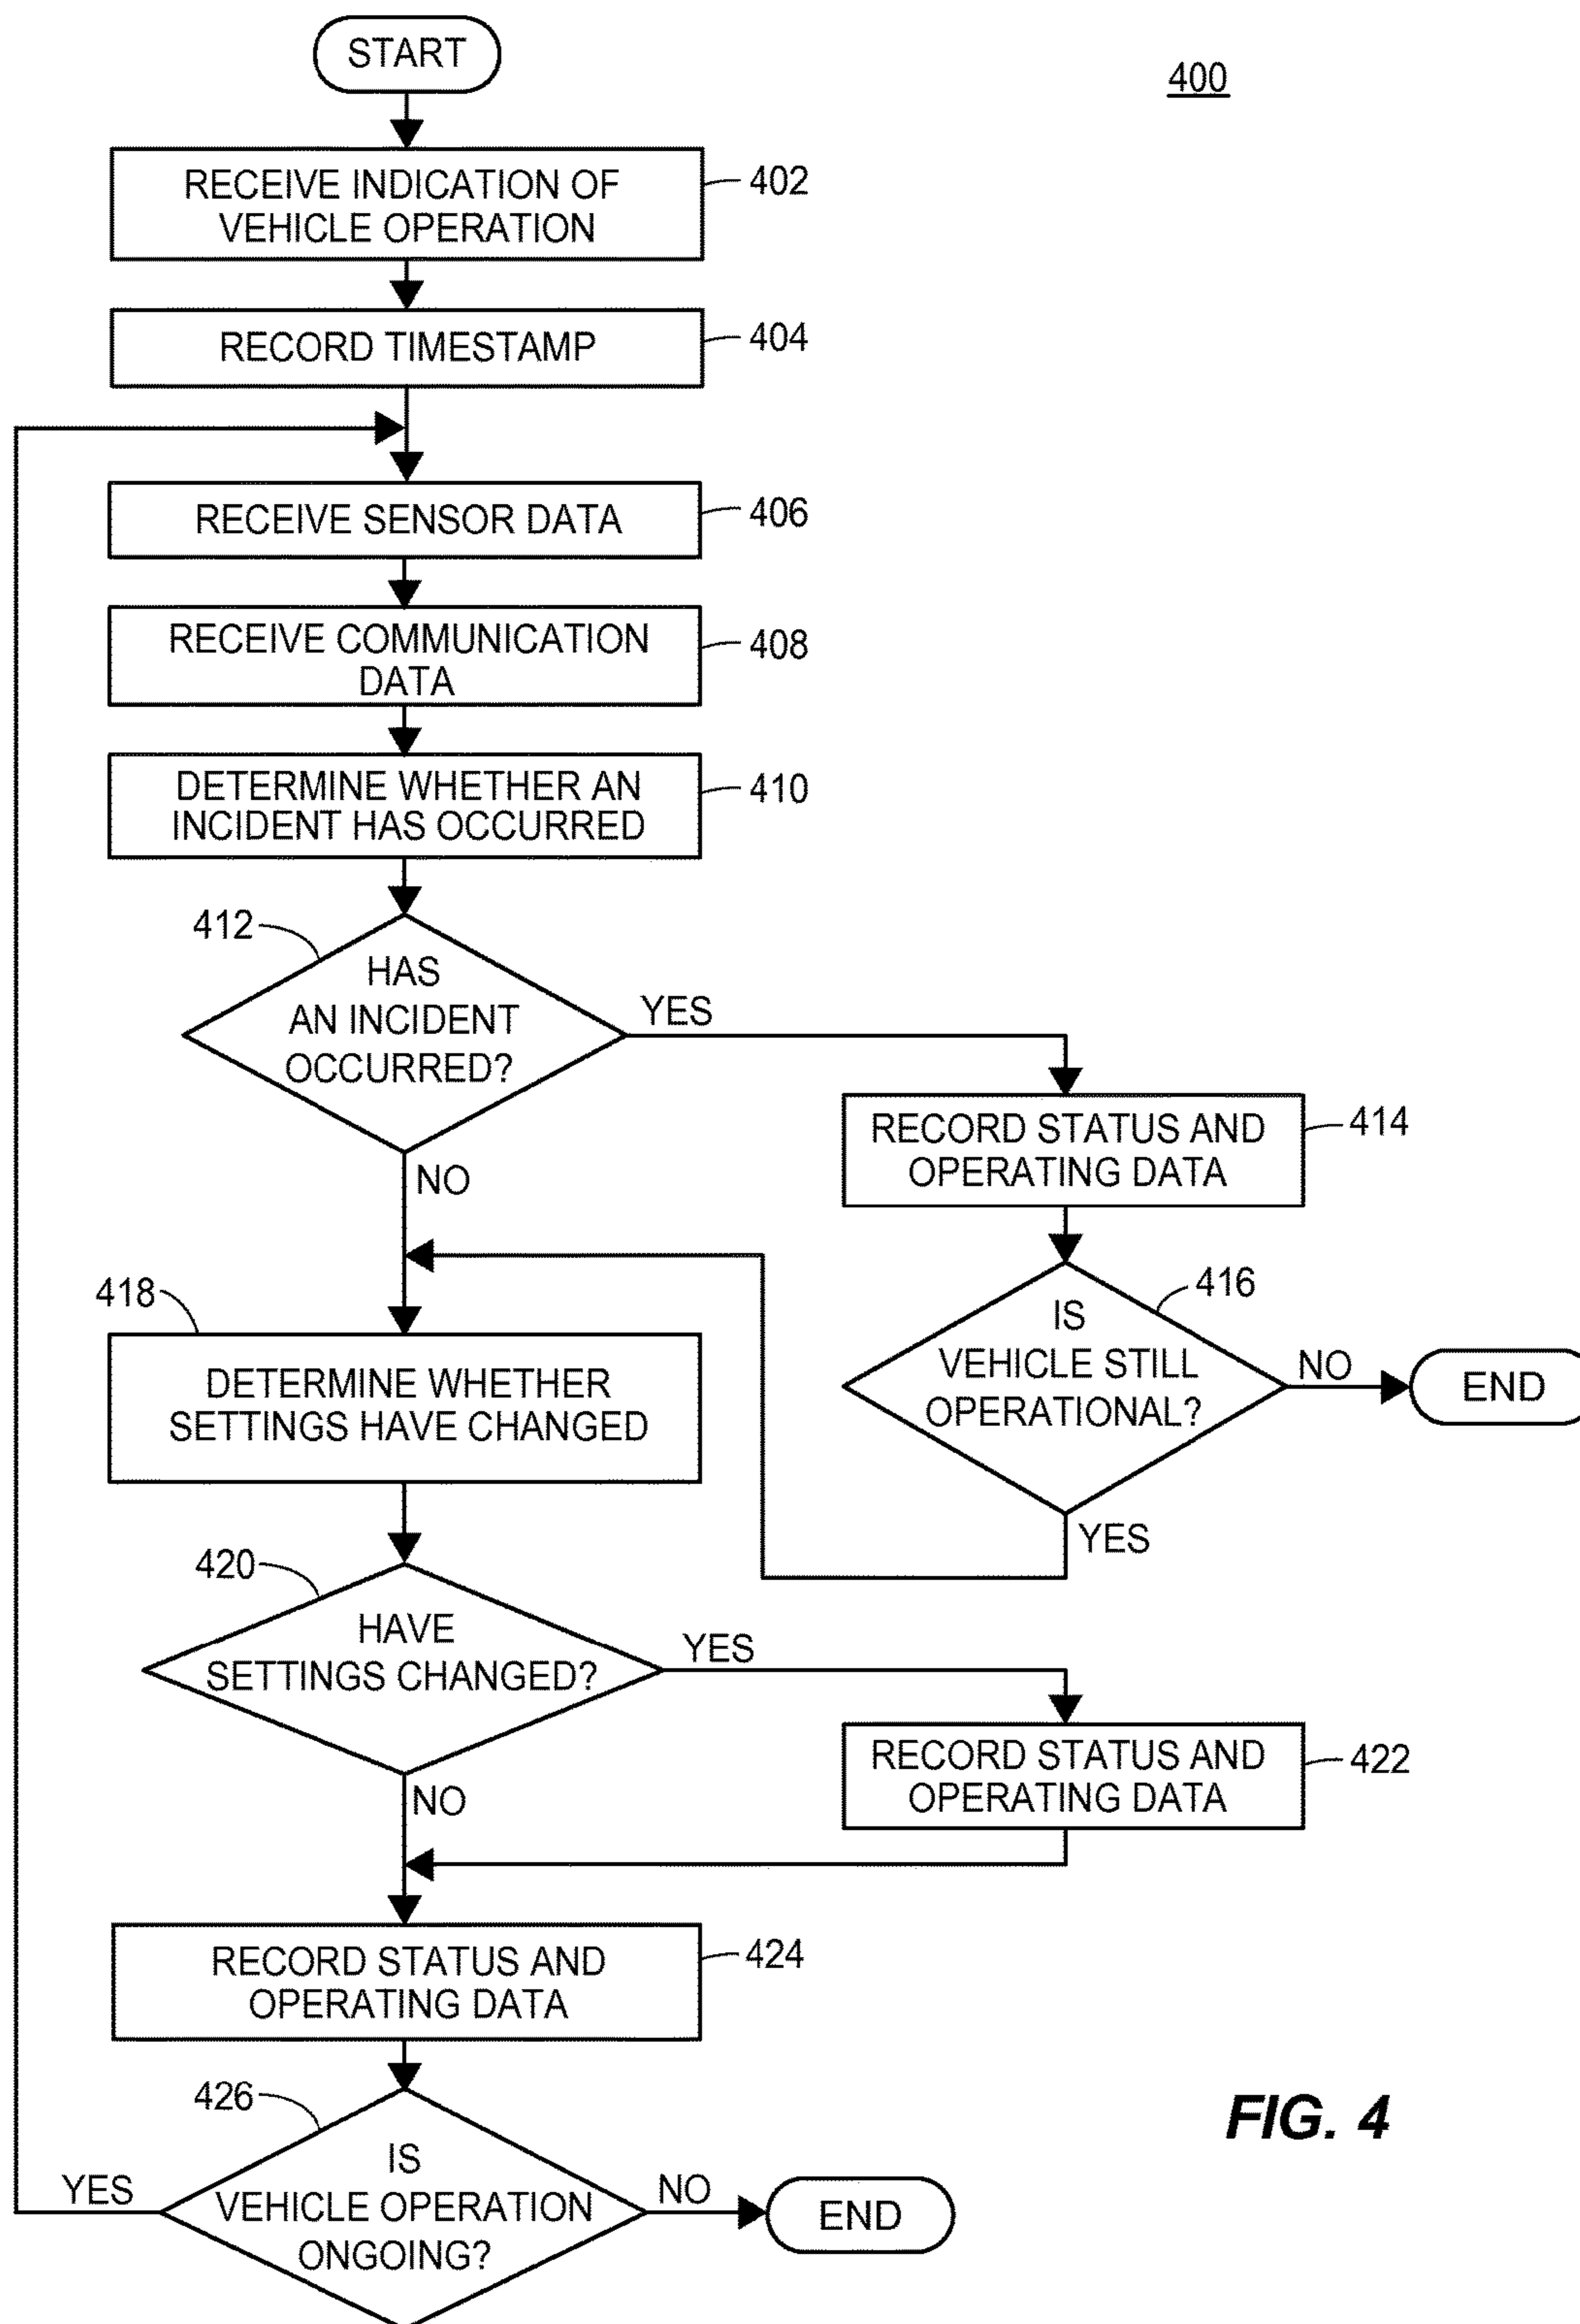 START
400
RECEIVE INDICATION OF
VEHICLE OPERATION
402
RECORD TIMESTAMP
404
RECEIVE SENSOR DATA
406
RECEIVE COMMUNICATION
DATA
408
DETERMINE WHETHER AN
INCIDENT HAS OCCURRED
410
412
HAS
AN INCIDENT
OCCURRED?
YES
NO
RECORD STATUS AND
OPERATING DATA
414
IS
VEHICLE STILL
OPERATIONAL?
416
NO
END
YES
418
DETERMINE WHETHER
SETTINGS HAVE CHANGED
420
HAVE
SETTINGS CHANGED?
YES
NO
RECORD STATUS AND
OPERATING DATA
422
RECORD STATUS AND
OPERATING DATA
424
426
IS
VEHICLE OPERATION
ONGOING?
YES
NO
END
FIG. 4